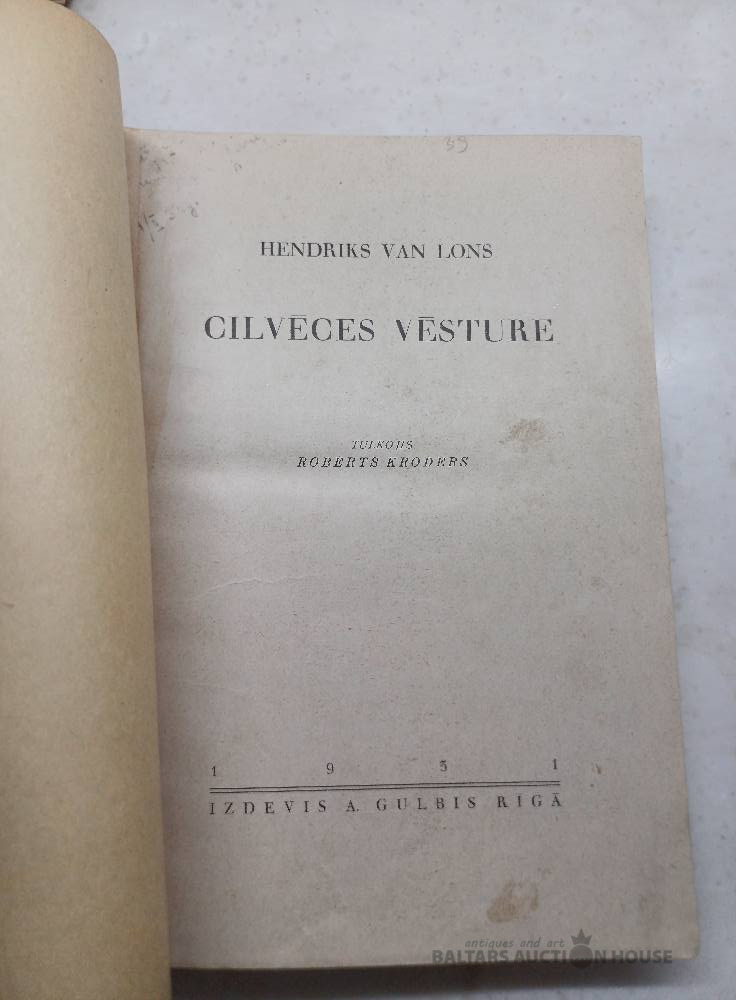 39
HENDRIKS VAN LONS
CILVĒCES VĒSTURE
TULKOJIS
ROBERTS KRODERS
1 9 3 1
IZDEVIS A. GULBIS RĪGĀ
antiques and art
BALTARS AUCTION HOUSE